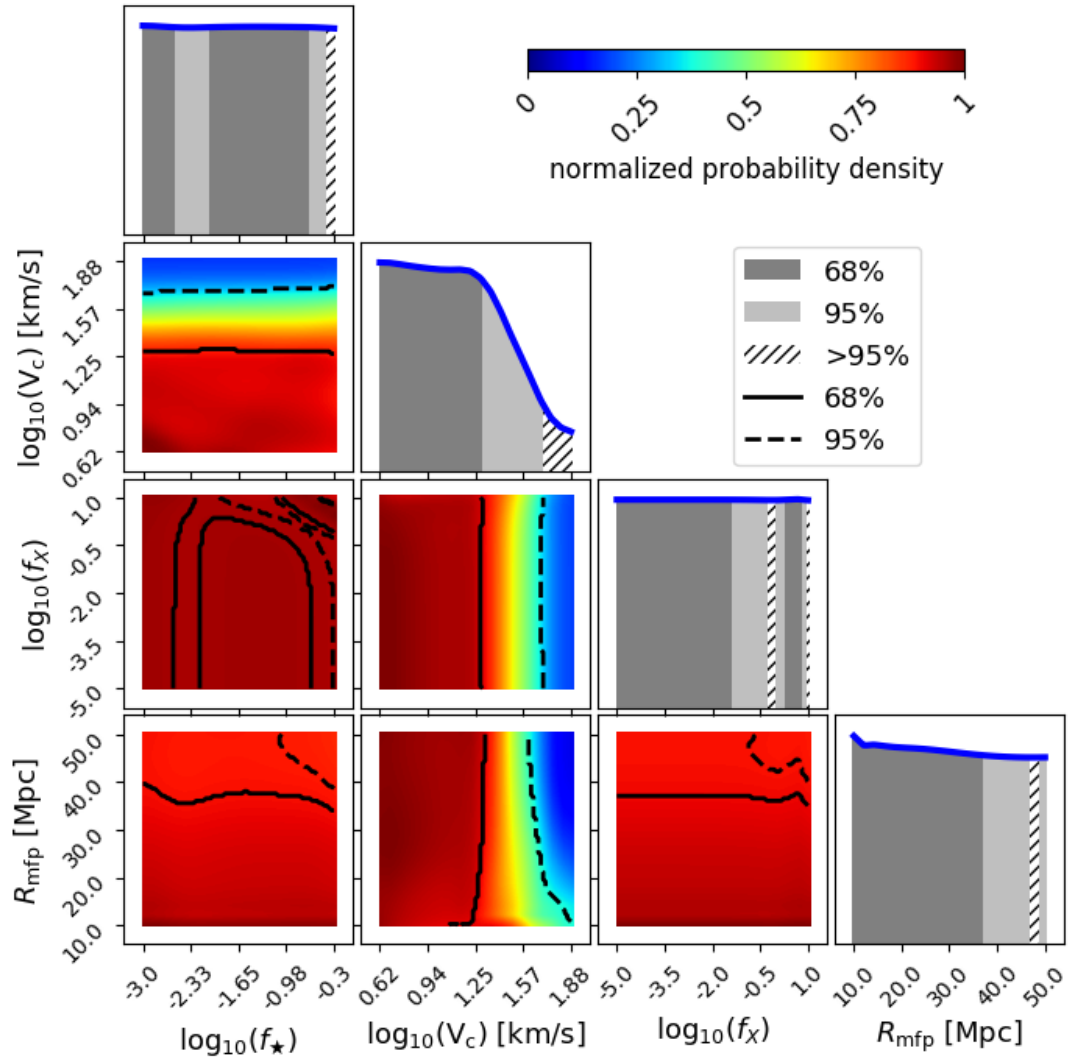 0 0.25 0.5 0.75 1
normalized probability density
log10(Vc) [km/s]
1.88
1.57
1.25
0.94
0.62
68%
95%
>95%
68%
95%
log10(fX)
1.0
-0.5
-2.0
-3.5
-5.0
Rmfp [Mpc]
50.0
40.0
30.0
20.0
10.0
-3.0 -2.33 -1.65 -0.98 -0.3 0.62 0.94 1.25 1.57 1.88 -5.0 -3.5 -2.0 -0.5 1.0 10.0 20.0 30.0 40.0 50.0
log10(f★) log10(Vc) [km/s] log10(fX) Rmfp [Mpc]